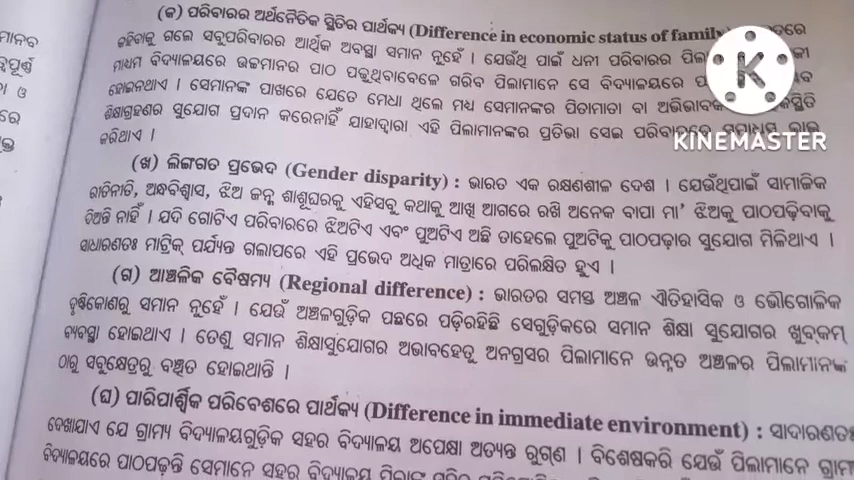 (କ) ପରିବାରର ଅର୍ଥନୈତିକ ସ୍ଥିତିର ପାର୍ଥକ୍ୟ (Difference in economic status of family)
ମାନବ
କହିବାକୁ ଗଲେ ସବୁପରିବାରର ଆର୍ଥିକ ଅବସ୍ଥା ସମାନ ନୁହେଁ । ଯେଉଁଥି ପାଇଁ ଧନୀ ପରିବାରର
ମାଧ୍ୟମ ବିଦ୍ୟାଳୟରେ ଉଚ୍ଚମାନର ପାଠ ପଢୁଥିବାବେଳେ ଗରିବ ପିଲାମାନେ ସେ ବିଦ୍ୟାଳୟରେ
ହୋଇନଥାଏ । ସେମାନଙ୍କ ପାଖରେ ଯେତେ ମେଧା ଥିଲେ ମଧ୍ୟ ସେମାନଙ୍କର ପିତାମାତା ବା
ଶିକ୍ଷାଗ୍ରହଣର ସୁଯୋଗ ପ୍ରଦାନ କରେନାହିଁ ଯାହାଦ୍ୱାରା ଏହି ପିଲାମାନଙ୍କର ପ୍ରତିଭା ସେଇ
କରିଥାଏ ।
KINEMASTER
(ଖ) ଲିଙ୍ଗଗତ ପ୍ରଭେଦ (Gender disparity) : ଭାରତ ଏକ ରକ୍ଷଣଶୀଳ ଦେଶ । ଯେଉଁଥିପାଇଁ ସାମାଜିକ
ରୀତିନୀତି, ଅନ୍ଧବିଶ୍ୱାସ, ଝିଅ ଜନ୍ମ ଶାଶୂଘରକୁ ଏହିସବୁ କଥାକୁ ଆଖି ଆଗରେ ରଖି ଅନେକ ବାପା ମା' ଝିଅକୁ ପାଠପଢ଼ିବାକୁ
ଦିଅନ୍ତି ନାହିଁ । ଯଦି ଗୋଟିଏ ପରିବାରରେ ଝିଅଟିଏ ଏବଂ ପୁଅଟିଏ ଅଛି ତାହେଲେ ପୁଅଟିକୁ ପାଠପଢ଼ାର ସୁଯୋଗ ମିଳିଥାଏ ।
ସାଧାରଣତଃ ମାଟ୍ରିକ୍ ପର୍ଯ୍ୟନ୍ତ ଗଲାପରେ ଏହି ପ୍ରଭେଦ ଅଧିକ ମାତ୍ରାରେ ପରିଲକ୍ଷିତ ହୁଏ ।
(ଗ) ଆଞ୍ଚଳିକ ବୈଷମ୍ୟ (Regional difference) : ଭାରତର ସମସ୍ତ ଅଞ୍ଚଳ ଐତିହାସିକ ଓ ଭୌଗୋଳିକ
ଦୃଷ୍ଟିକୋଣରୁ ସମାନ ନୁହେଁ । ଯେଉଁ ଅଞ୍ଚଳଗୁଡ଼ିକ ପଛରେ ପଡ଼ିରହିଛି ସେଗୁଡ଼ିକରେ ସମାନ ଶିକ୍ଷା ସୁଯୋଗର ଖୁବ୍‌କମ୍
ବ୍ୟବସ୍ଥା ହୋଇଥାଏ । ତେଣୁ ସମାନ ଶିକ୍ଷାସୁଯୋଗର ଅଭାବହେତୁ ଅନଗ୍ରସର ପିଲାମାନେ ଉନ୍ନତ ଅଞ୍ଚଳର ପିଲାମାନଙ୍କ
ଠାରୁ ସବୁକ୍ଷେତ୍ରରୁ ବଞ୍ଚିତ ହୋଇଥାନ୍ତି ।
(ଘ) ପାରିପାର୍ଶ୍ୱିକ ପରିବେଶରେ ପାର୍ଥକ୍ୟ (Difference in immediate environment) : ସାଦାରଣତଃ
ଦେଖାଯାଏ ଯେ ଗ୍ରାମ୍ୟ ବିଦ୍ୟାଳୟଗୁଡ଼ିକ ସହର ବିଦ୍ୟାଳୟ ଅପେକ୍ଷା ଅତ୍ୟନ୍ତ ରୁଗ୍‌ଣ । ବିଶେଷକରି ଯେଉଁ ପିଲାମାନେ ଗ୍ରାମ୍ୟ
ବିଦ୍ୟାଳୟରେ ପାଠପଢ଼ନ୍ତି ସେମାନେ ସହର ବିଦ୍ୟାଳୟ